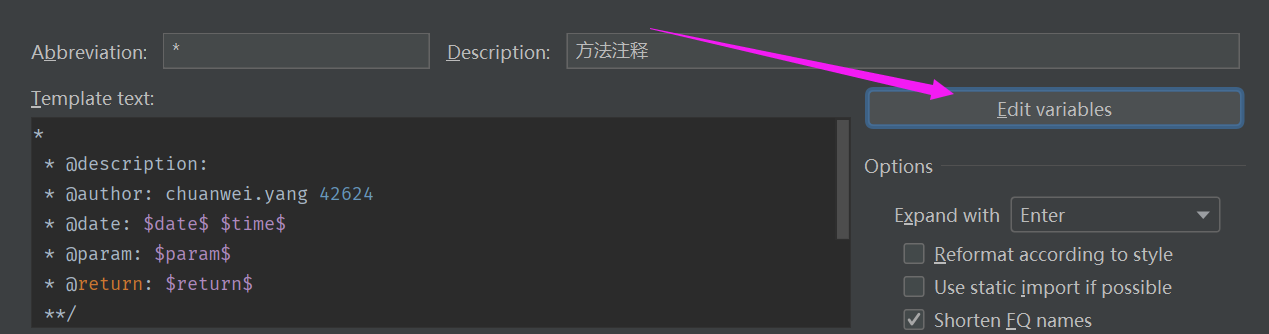 Abbreviation: * Description: 方法注释
Template text:
Edit variables
*
* @description:
* @author: chuanwei.yang 42624
* @date: $date$ $time$
* @param: $param$
* @return: $return$
**/
Options
Expand with Enter
Reformat according to style
Use static import if possible
Shorten FQ names